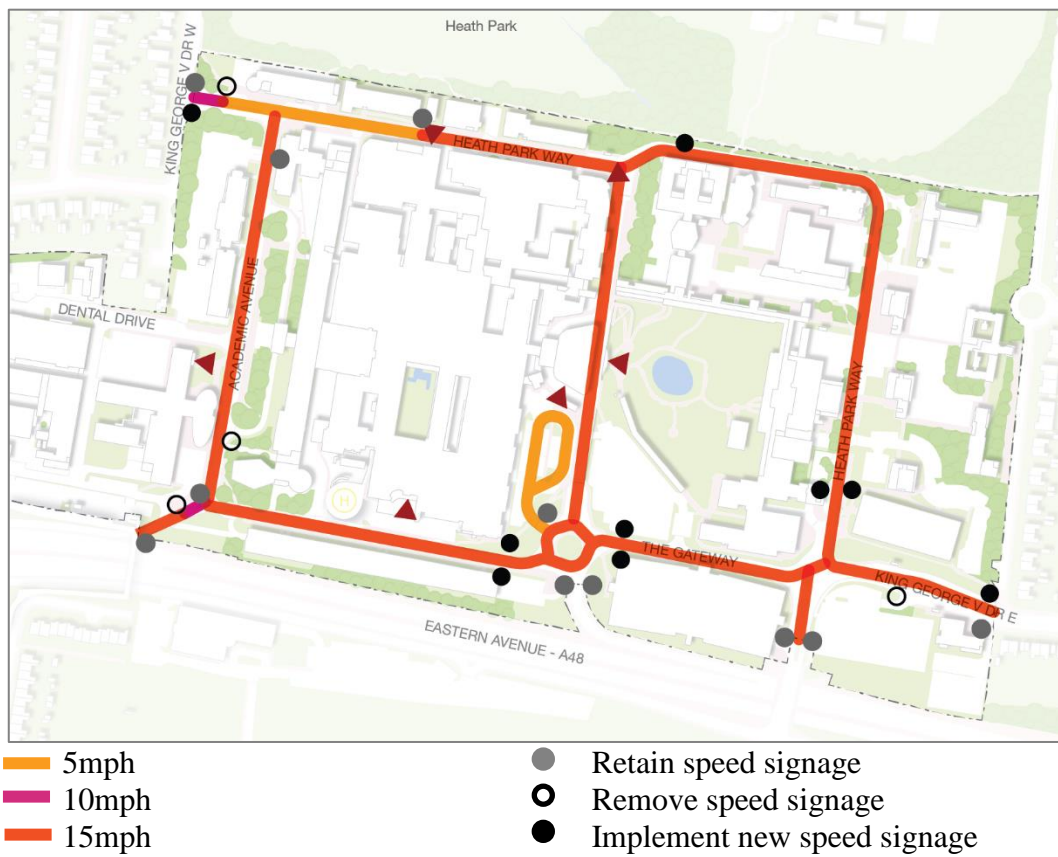 Heath Park
KING GEORGE V DR W
HEATH PARK WAY
DENTAL DRIVE
ACADEMIC AVENUE
HEATH PARK WAY
H
THE GATEWAY
KING GEORGE V DR E
EASTERN AVENUE - A48
5mph
Retain speed signage
10mph
Remove speed signage
15mph
Implement new speed signage